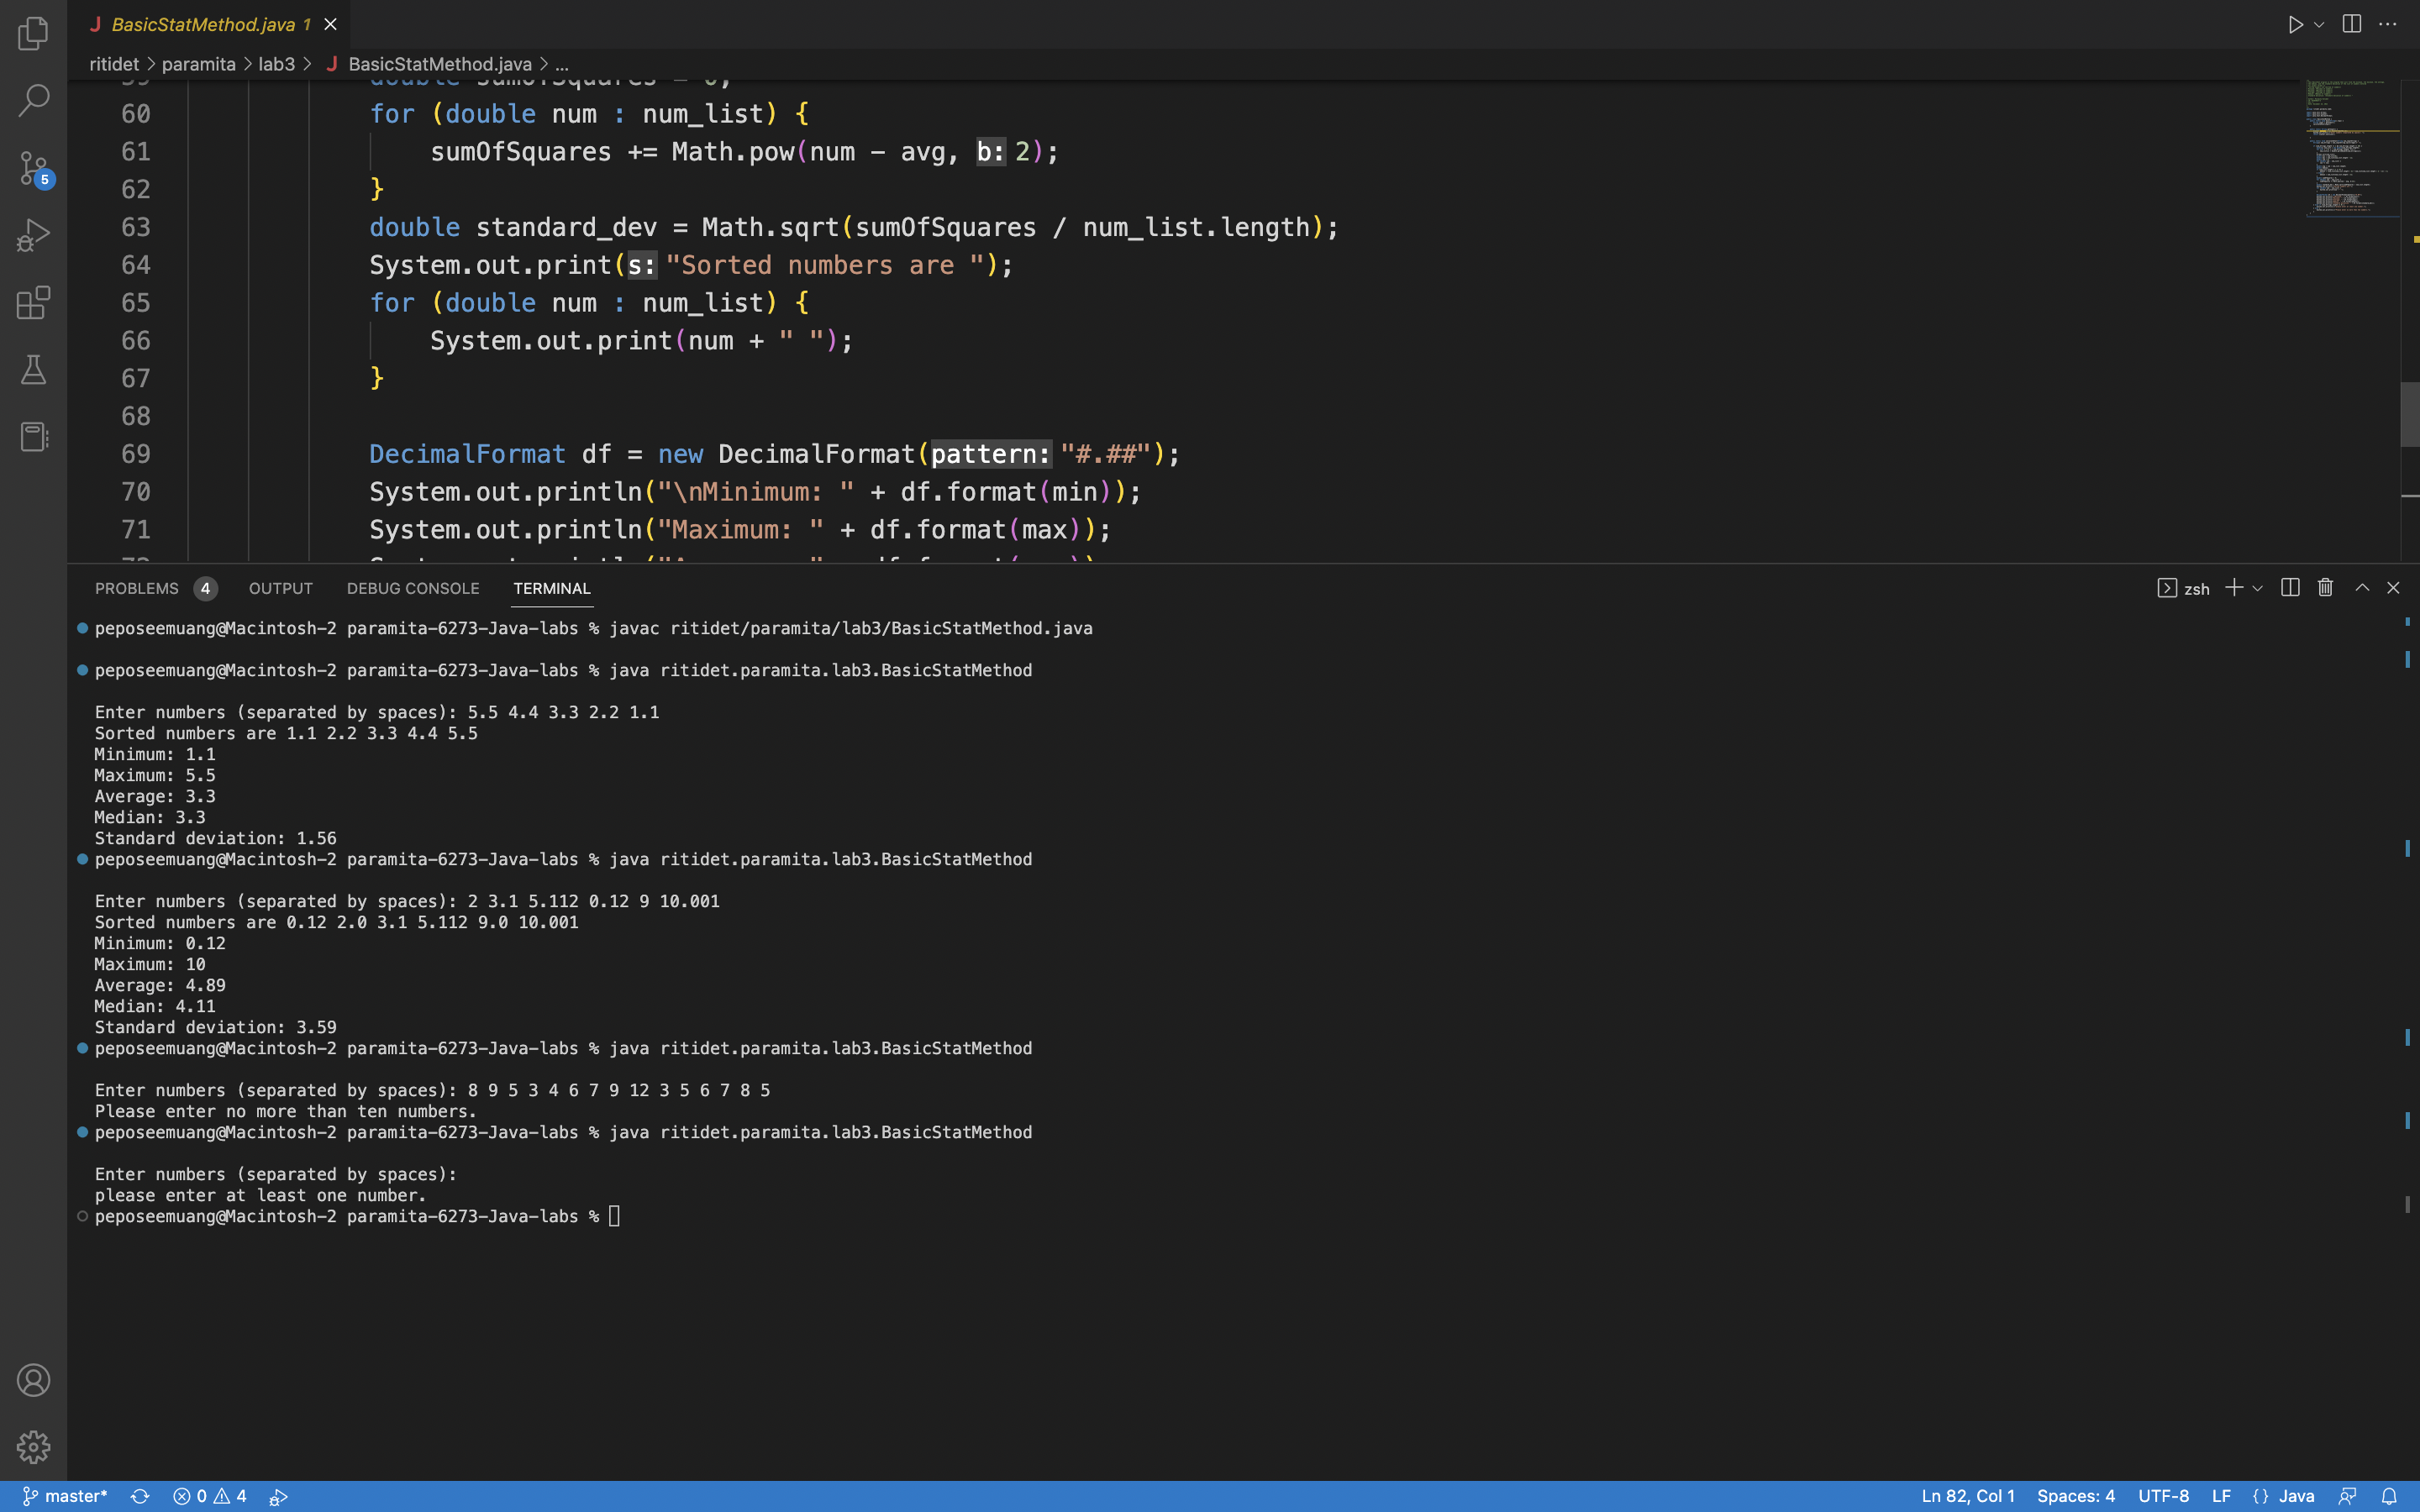 BasicStatMethod.java 1
ritidet > paramita > lab3 > J BasicStatMethod.java > ...
59 double sumOfSquares = 0;
60 for (double num : num_list) {
61 sumOfSquares += Math.pow(num - avg, b: 2);
62 }
63 double standard_dev = Math.sqrt(sumOfSquares / num_list.length);
64 System.out.print(s: "Sorted numbers are ");
65 for (double num : num_list) {
66 System.out.print(num + " ");
67 }
68
69 DecimalFormat df = new DecimalFormat(pattern: "#.##");
70 System.out.println("\nMinimum: " + df.format(min));
71 System.out.println("Maximum: " + df.format(max));
PROBLEMS 4 OUTPUT DEBUG CONSOLE TERMINAL zsh
peposeemuang@Macintosh-2 paramita-6273-Java-labs % javac ritidet/paramita/lab3/BasicStatMethod.java
peposeemuang@Macintosh-2 paramita-6273-Java-labs % java ritidet.paramita.lab3.BasicStatMethod
Enter numbers (separated by spaces): 5.5 4.4 3.3 2.2 1.1
Sorted numbers are 1.1 2.2 3.3 4.4 5.5
Minimum: 1.1
Maximum: 5.5
Average: 3.3
Median: 3.3
Standard deviation: 1.56
peposeemuang@Macintosh-2 paramita-6273-Java-labs % java ritidet.paramita.lab3.BasicStatMethod
Enter numbers (separated by spaces): 2 3.1 5.112 0.12 9 10.001
Sorted numbers are 0.12 2.0 3.1 5.112 9.0 10.001
Minimum: 0.12
Maximum: 10
Average: 4.89
Median: 4.11
Standard deviation: 3.59
peposeemuang@Macintosh-2 paramita-6273-Java-labs % java ritidet.paramita.lab3.BasicStatMethod
Enter numbers (separated by spaces): 8 9 5 3 4 6 7 9 12 3 5 6 7 8 5
Please enter no more than ten numbers.
peposeemuang@Macintosh-2 paramita-6273-Java-labs % java ritidet.paramita.lab3.BasicStatMethod
Enter numbers (separated by spaces):
please enter at least one number.
peposeemuang@Macintosh-2 paramita-6273-Java-labs %
5
master* 0 4 Ln 82, Col 1 Spaces: 4 UTF-8 LF {} Java